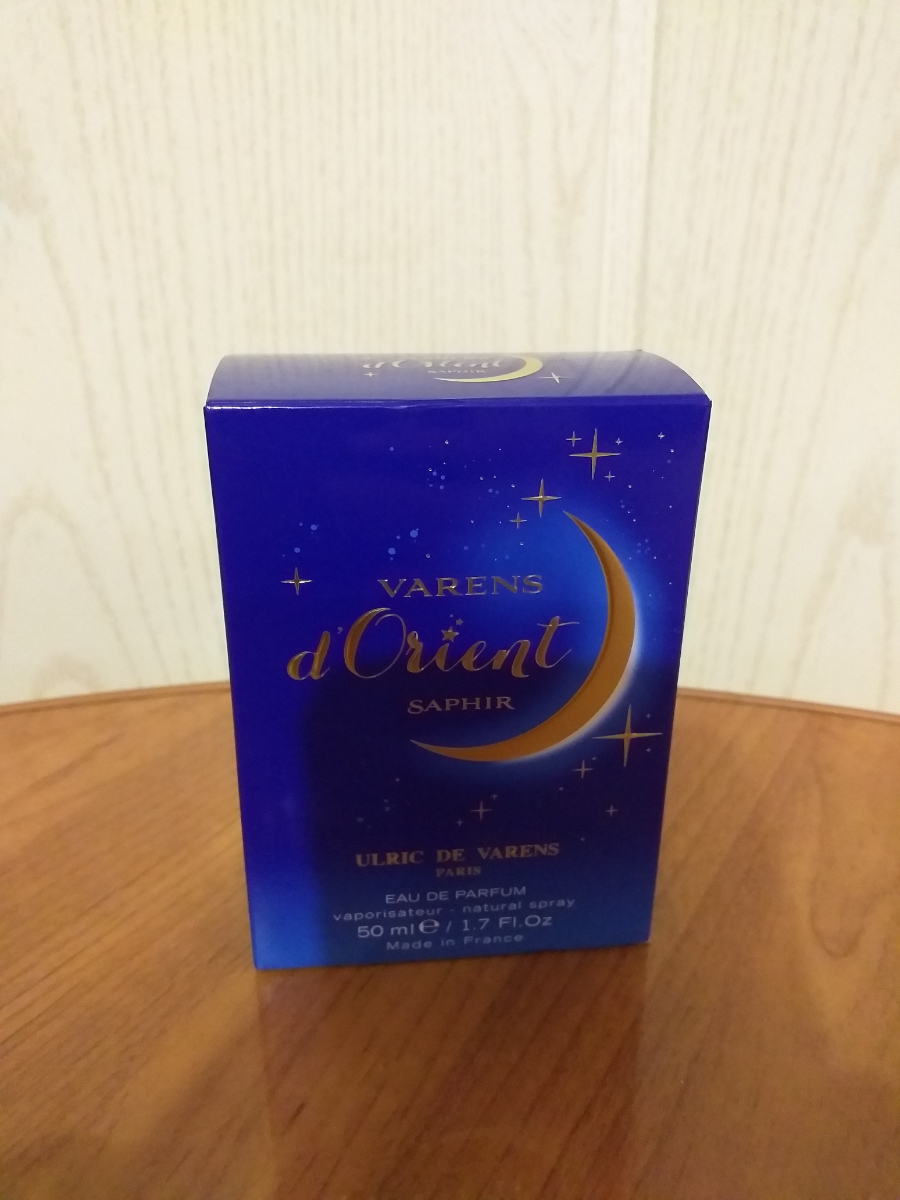 d'Orient
SAPHIR
VARENS
d'Orient
SAPHIR
ULRIC DE VARENS
PARIS
EAU DE PARFUM
vaporisateur - natural spray
50 ml ℮ / 1.7 Fl.Oz
Made in France